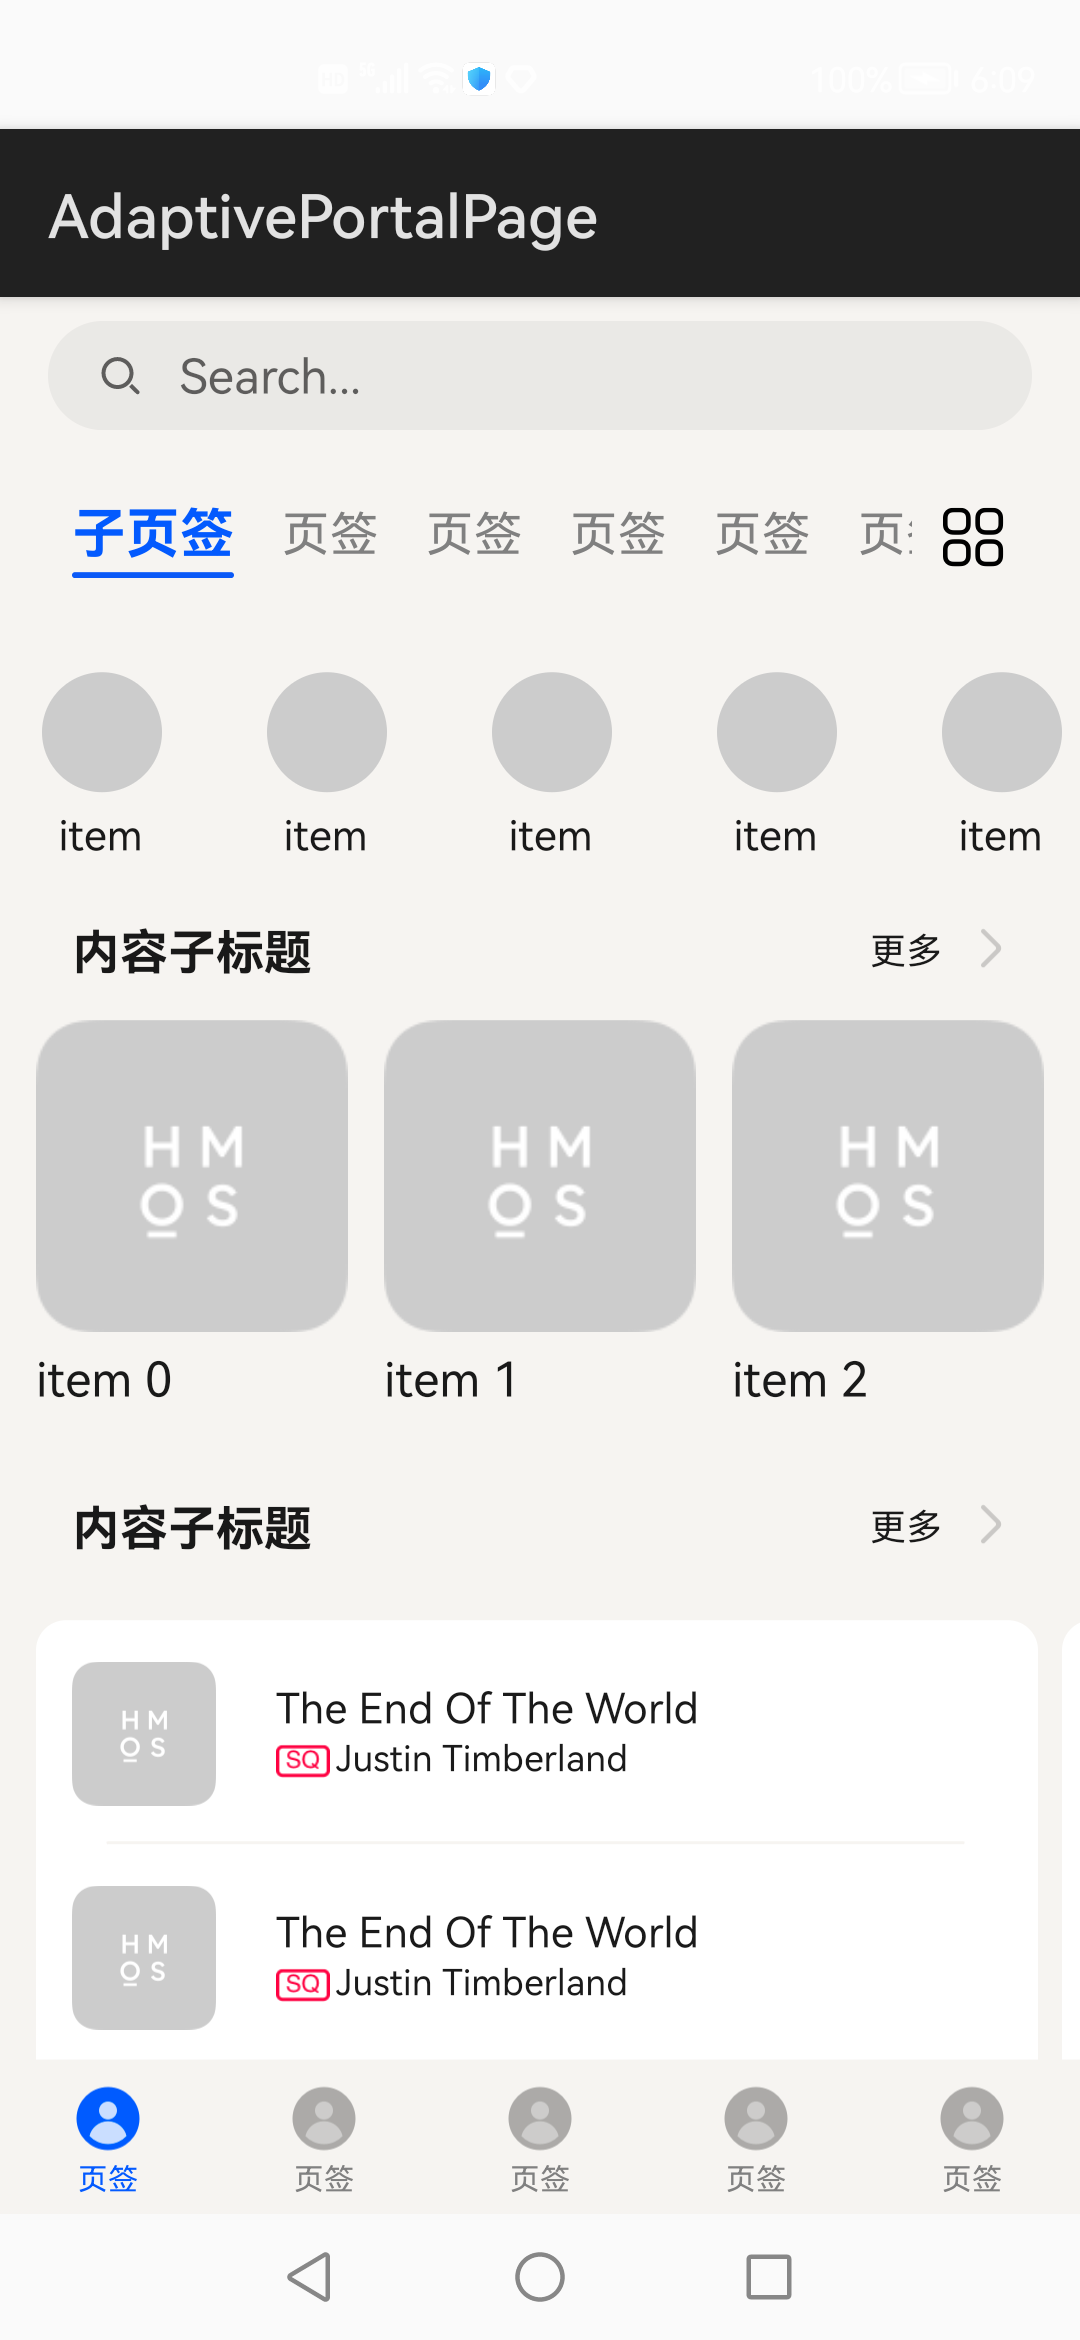 100% 6:09
AdaptivePortalPage
Search...
子页签 页签 页签 页签 页签 页
item item item item item
内容子标题 更多
HM HM HM
OS OS OS
item 0 item 1 item 2
内容子标题 更多
HM
OS
The End Of The World
SQ Justin Timberland
HM
OS
The End Of The World
SQ Justin Timberland
页签 页签 页签 页签 页签